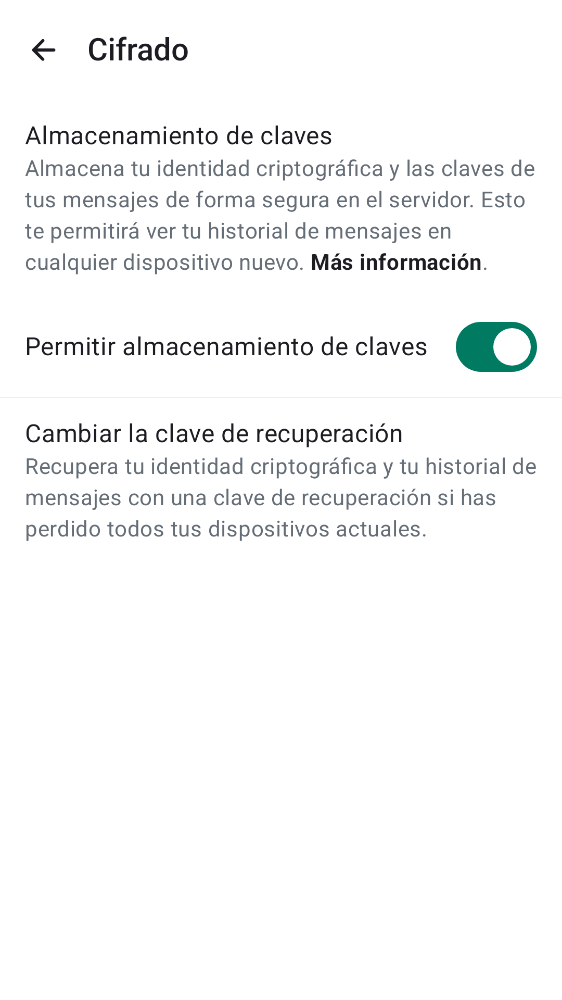 Cifrado
Almacenamiento de claves
Almacena tu identidad criptográfica y las claves de
tus mensajes de forma segura en el servidor. Esto
te permitirá ver tu historial de mensajes en
cualquier dispositivo nuevo. Más información.
Permitir almacenamiento de claves
Cambiar la clave de recuperación
Recupera tu identidad criptográfica y tu historial de
mensajes con una clave de recuperación si has
perdido todos tus dispositivos actuales.